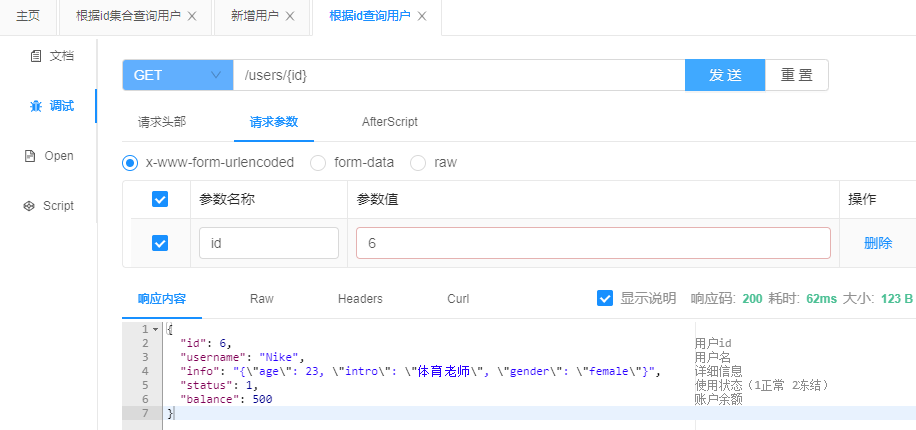 主页 根据id集合查询用户 新增用户 根据id查询用户
文档
GET /users/{id} 发 送 重 置
调试
请求头部 请求参数 AfterScript
Open
x-www-form-urlencoded form-data raw
参数名称 参数值 操作
Script
id 6 删除
响应内容 Raw Headers Curl 显示说明 响应码: 200 耗时: 62ms 大小: 123 B
1 {
2 "id": 6, 用户id
3 "username": "Nike", 用户名
4 "info": "{\"age\": 23, \"intro\": \"体育老师\", \"gender\": \"female\"}", 详细信息
5 "status": 1, 使用状态（1正常 2冻结）
6 "balance": 500 账户余额
7 }